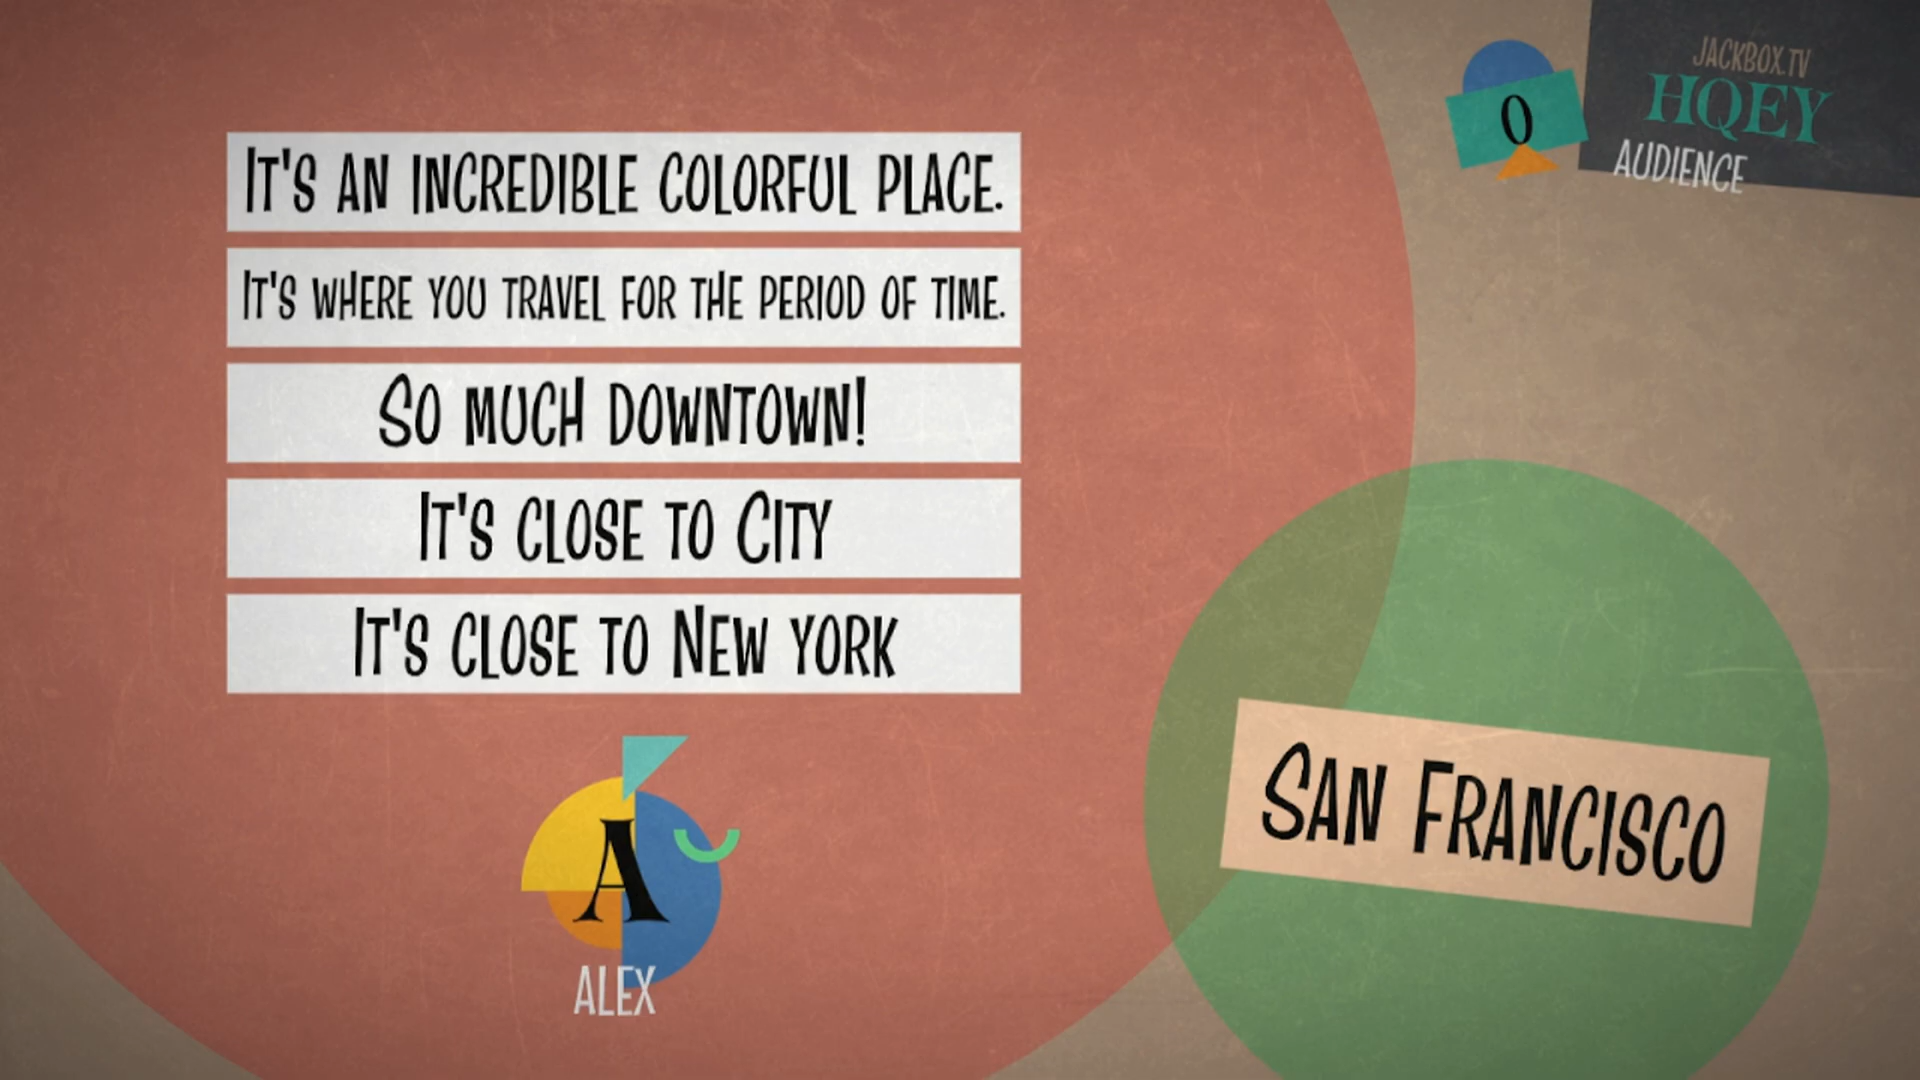 JACKBOX.TV
HQEY
0
AUDIENCE
It's an incredible colorful place.
It's where you travel for the period of time.
So much downtown!
It's close to City
It's close to New york
San Francisco
A
ALEX